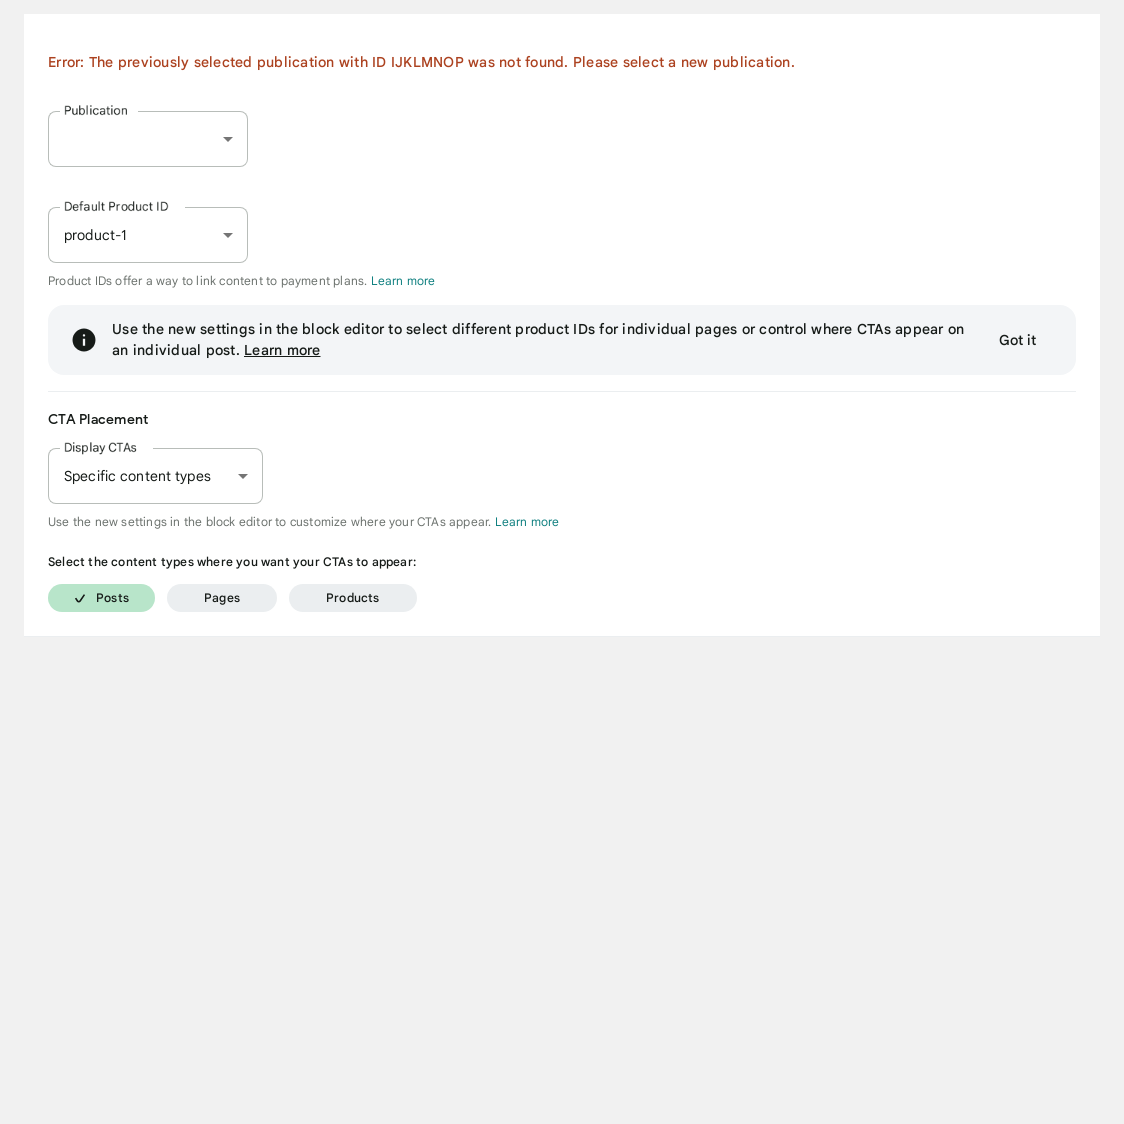 Error: The previously selected publication with ID IJKLMNOP was not found. Please select a new publication.
Publication
Default Product ID
product-1
Product IDs offer a way to link content to payment plans. Learn more
Use the new settings in the block editor to select different product IDs for individual pages or control where CTAs appear on
an individual post. Learn more
Got it
CTA Placement
Display CTAs
Specific content types
Use the new settings in the block editor to customize where your CTAs appear. Learn more
Select the content types where you want your CTAs to appear:
Posts Pages Products